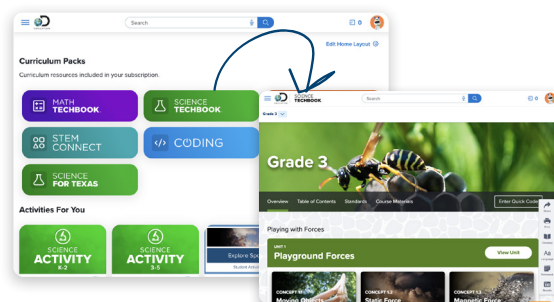 Search
0
Edit Home Layout
Curriculum Packs
Curriculum resources included in your subscription.
MATH
TECHBOOK
SCIENCE
TECHBOOK
STEM
CONNECT
CODING
SCIENCE
FOR TEXAS
Activities For You
SCIENCE
ACTIVITY
K-2
SCIENCE
ACTIVITY
3-5
Explore
SCIENCE
TECHBOOK
Search
0
Grade 3
Grade 3
Overview Table of Contents Standards Course Materials
Enter Quick Code
Playing with Forces
UNIT 1
Playground Forces
View Unit
CONCEPT 1.1
Moving Objects
CONCEPT 1.2
Static Force
CONCEPT 1.3
Magnetic Force
Aa